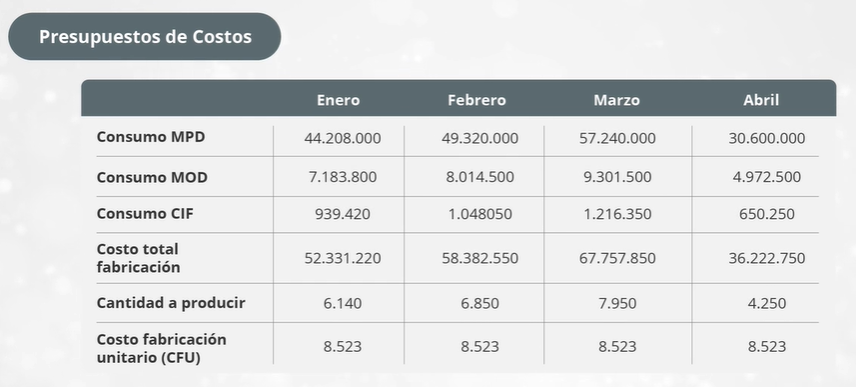 Presupuestos de Costos
Enero Febrero Marzo Abril
Consumo MPD 44.208.000 49.320.000 57.240.000 30.600.000
Consumo MOD 7.183.800 8.014.500 9.301.500 4.972.500
Consumo CIF 939.420 1.048050 1.216.350 650.250
Costo total
fabricación 52.331.220 58.382.550 67.757.850 36.222.750
Cantidad a producir 6.140 6.850 7.950 4.250
Costo fabricación
unitario (CFU) 8.523 8.523 8.523 8.523